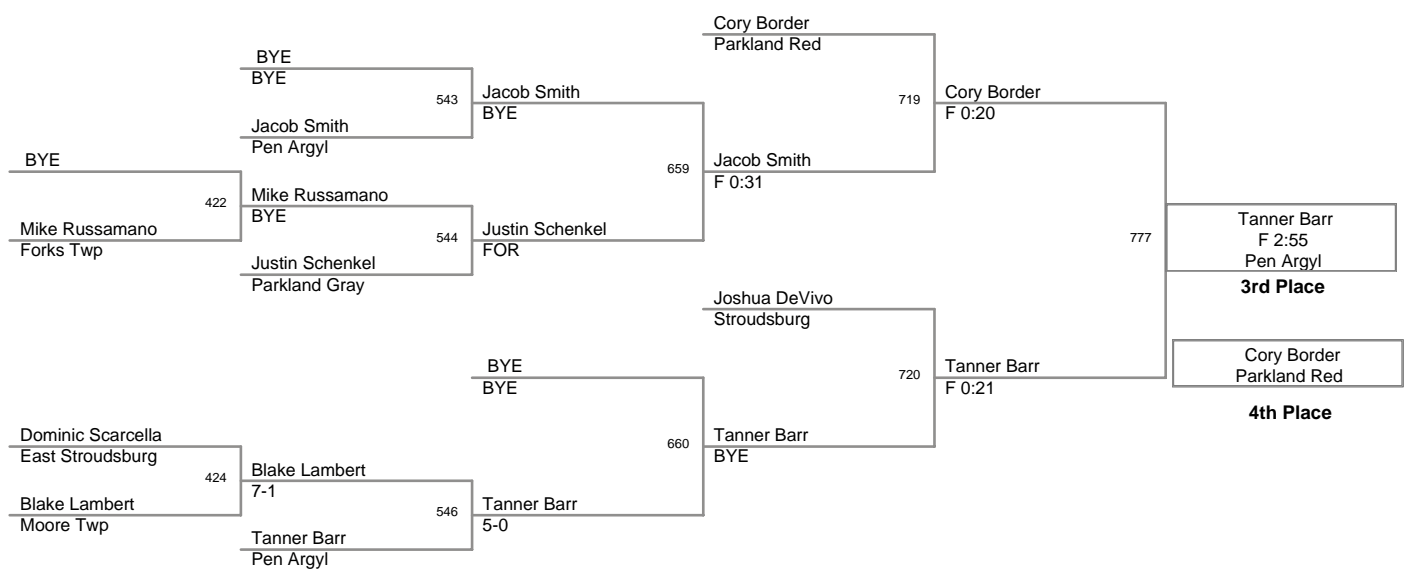 Cory Border
Parkland Red
BYE
BYE
543
Jacob Smith
BYE
719
Cory Border
F 0:20
Jacob Smith
Pen Argyl
BYE
659
Jacob Smith
F 0:31
422
Mike Russamano
BYE
Mike Russamano
Forks Twp
544
Justin Schenkel
FOR
777
Tanner Barr
F 2:55
Pen Argyl
3rd Place
Justin Schenkel
Parkland Gray
Joshua DeVivo
Stroudsburg
BYE
BYE
720
Tanner Barr
F 0:21
Cory Border
Parkland Red
4th Place
Dominic Scarcella
East Stroudsburg
660
Tanner Barr
BYE
424
Blake Lambert
7-1
Blake Lambert
Moore Twp
546
Tanner Barr
5-0
Tanner Barr
Pen Argyl